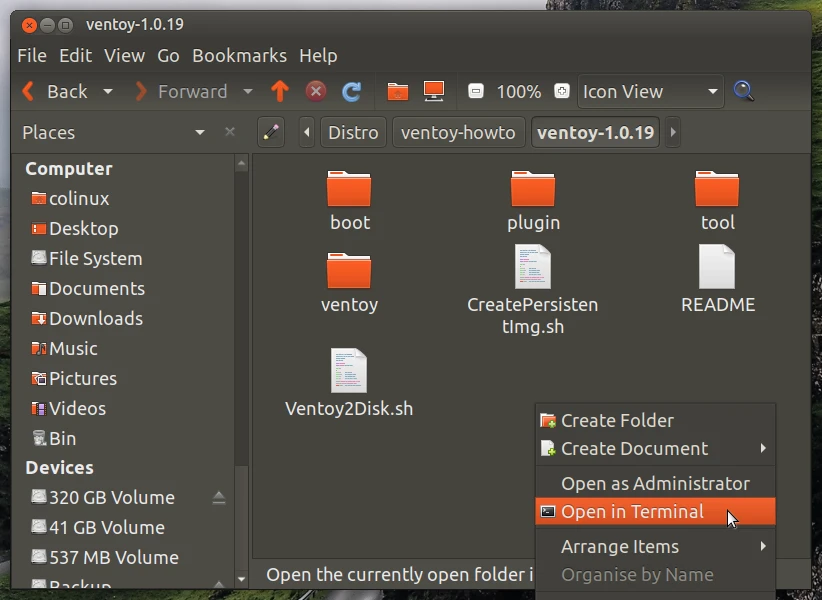 ventoy-1.0.19
File Edit View Go Bookmarks Help
Back Forward 100% Icon View
Places Distro ventoy-howto ventoy-1.0.19
Computer
colinux
Desktop
File System
Documents
Downloads
Music
Pictures
Videos
Bin
Devices
320 GB Volume
41 GB Volume
537 MB Volume
Backup
boot plugin tool
ventoy CreatePersisten README
tImg.sh
Ventoy2Disk.sh
Create Folder
Create Document
Open as Administrator
Open in Terminal
Arrange Items
Organise by Name
Open the currently open folder i